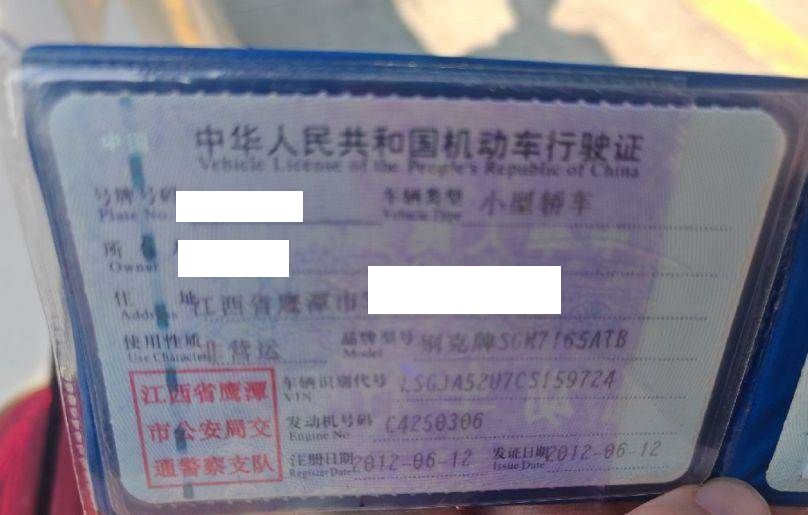 中华人民共和国机动车行驶证
Vehicle License of the People's Republic of China
号牌号码 车辆类型 小型轿车
Plate No. Vehicle Type
所有人
Owner
住址 江西省鹰潭市
Address
使用性质 非营运 品牌型号 别克牌SGM7165ATB
Use Character Model
车辆识别代号 LSGJA52U7CS159724
VIN
发动机号码 C4250306
Engine No
注册日期 2012-06-12 发证日期 2012-06-12
Register Date Issue Date
江西省鹰潭
市公安局交
通警察支队